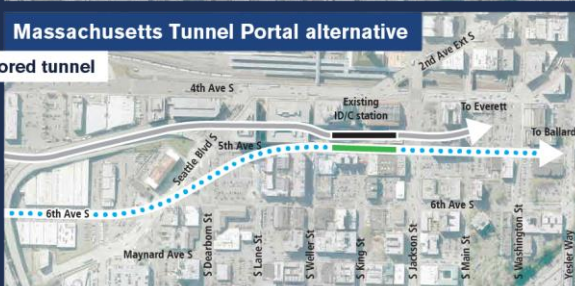 Massachusetts Tunnel Portal alternative
ored tunnel
2nd Ave Ext S
4th Ave S
Existing
ID/C station
To Everett
To Ballard
Seattle Blvd S
5th Ave S
6th Ave S
6th Ave S
Maynard Ave S
S Dearborn St
S Lane St
S Weller St
S King St
S Jackson St
S Main St
S Washington St
Yesler Way